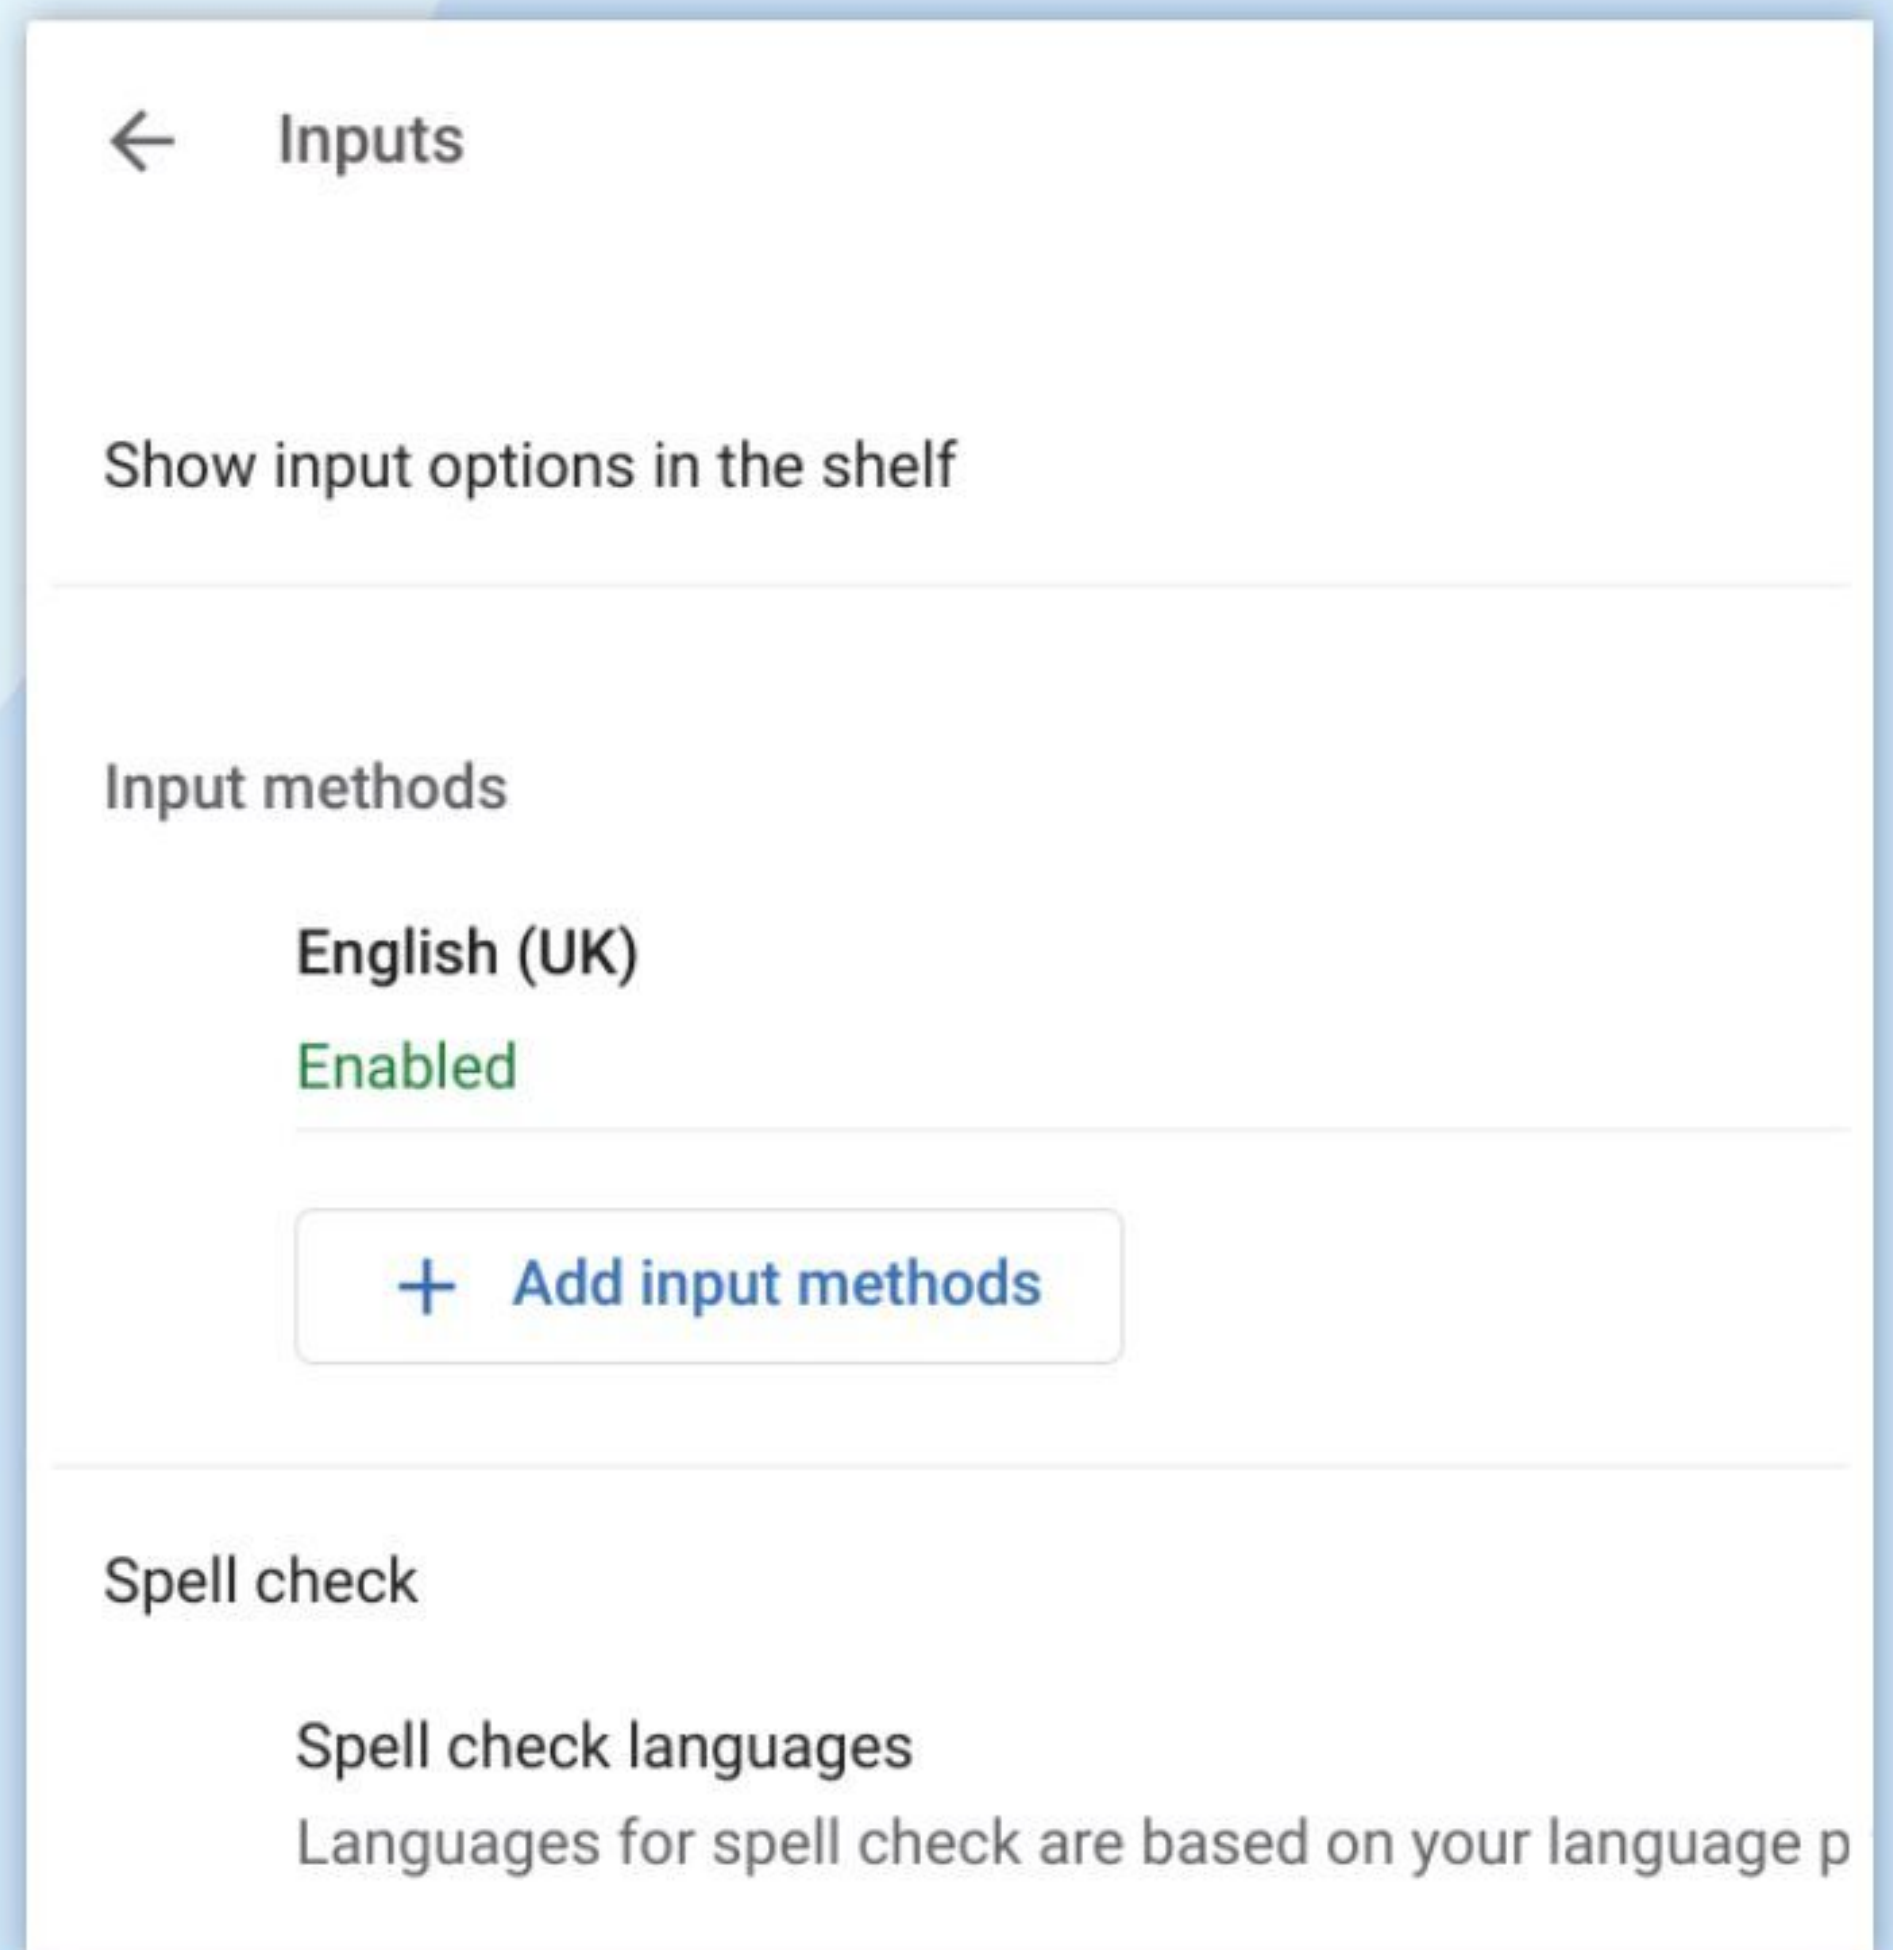 Inputs
Show input options in the shelf
Input methods
English (UK)
Enabled
Add input methods
Spell check
Spell check languages
Languages for spell check are based on your language p